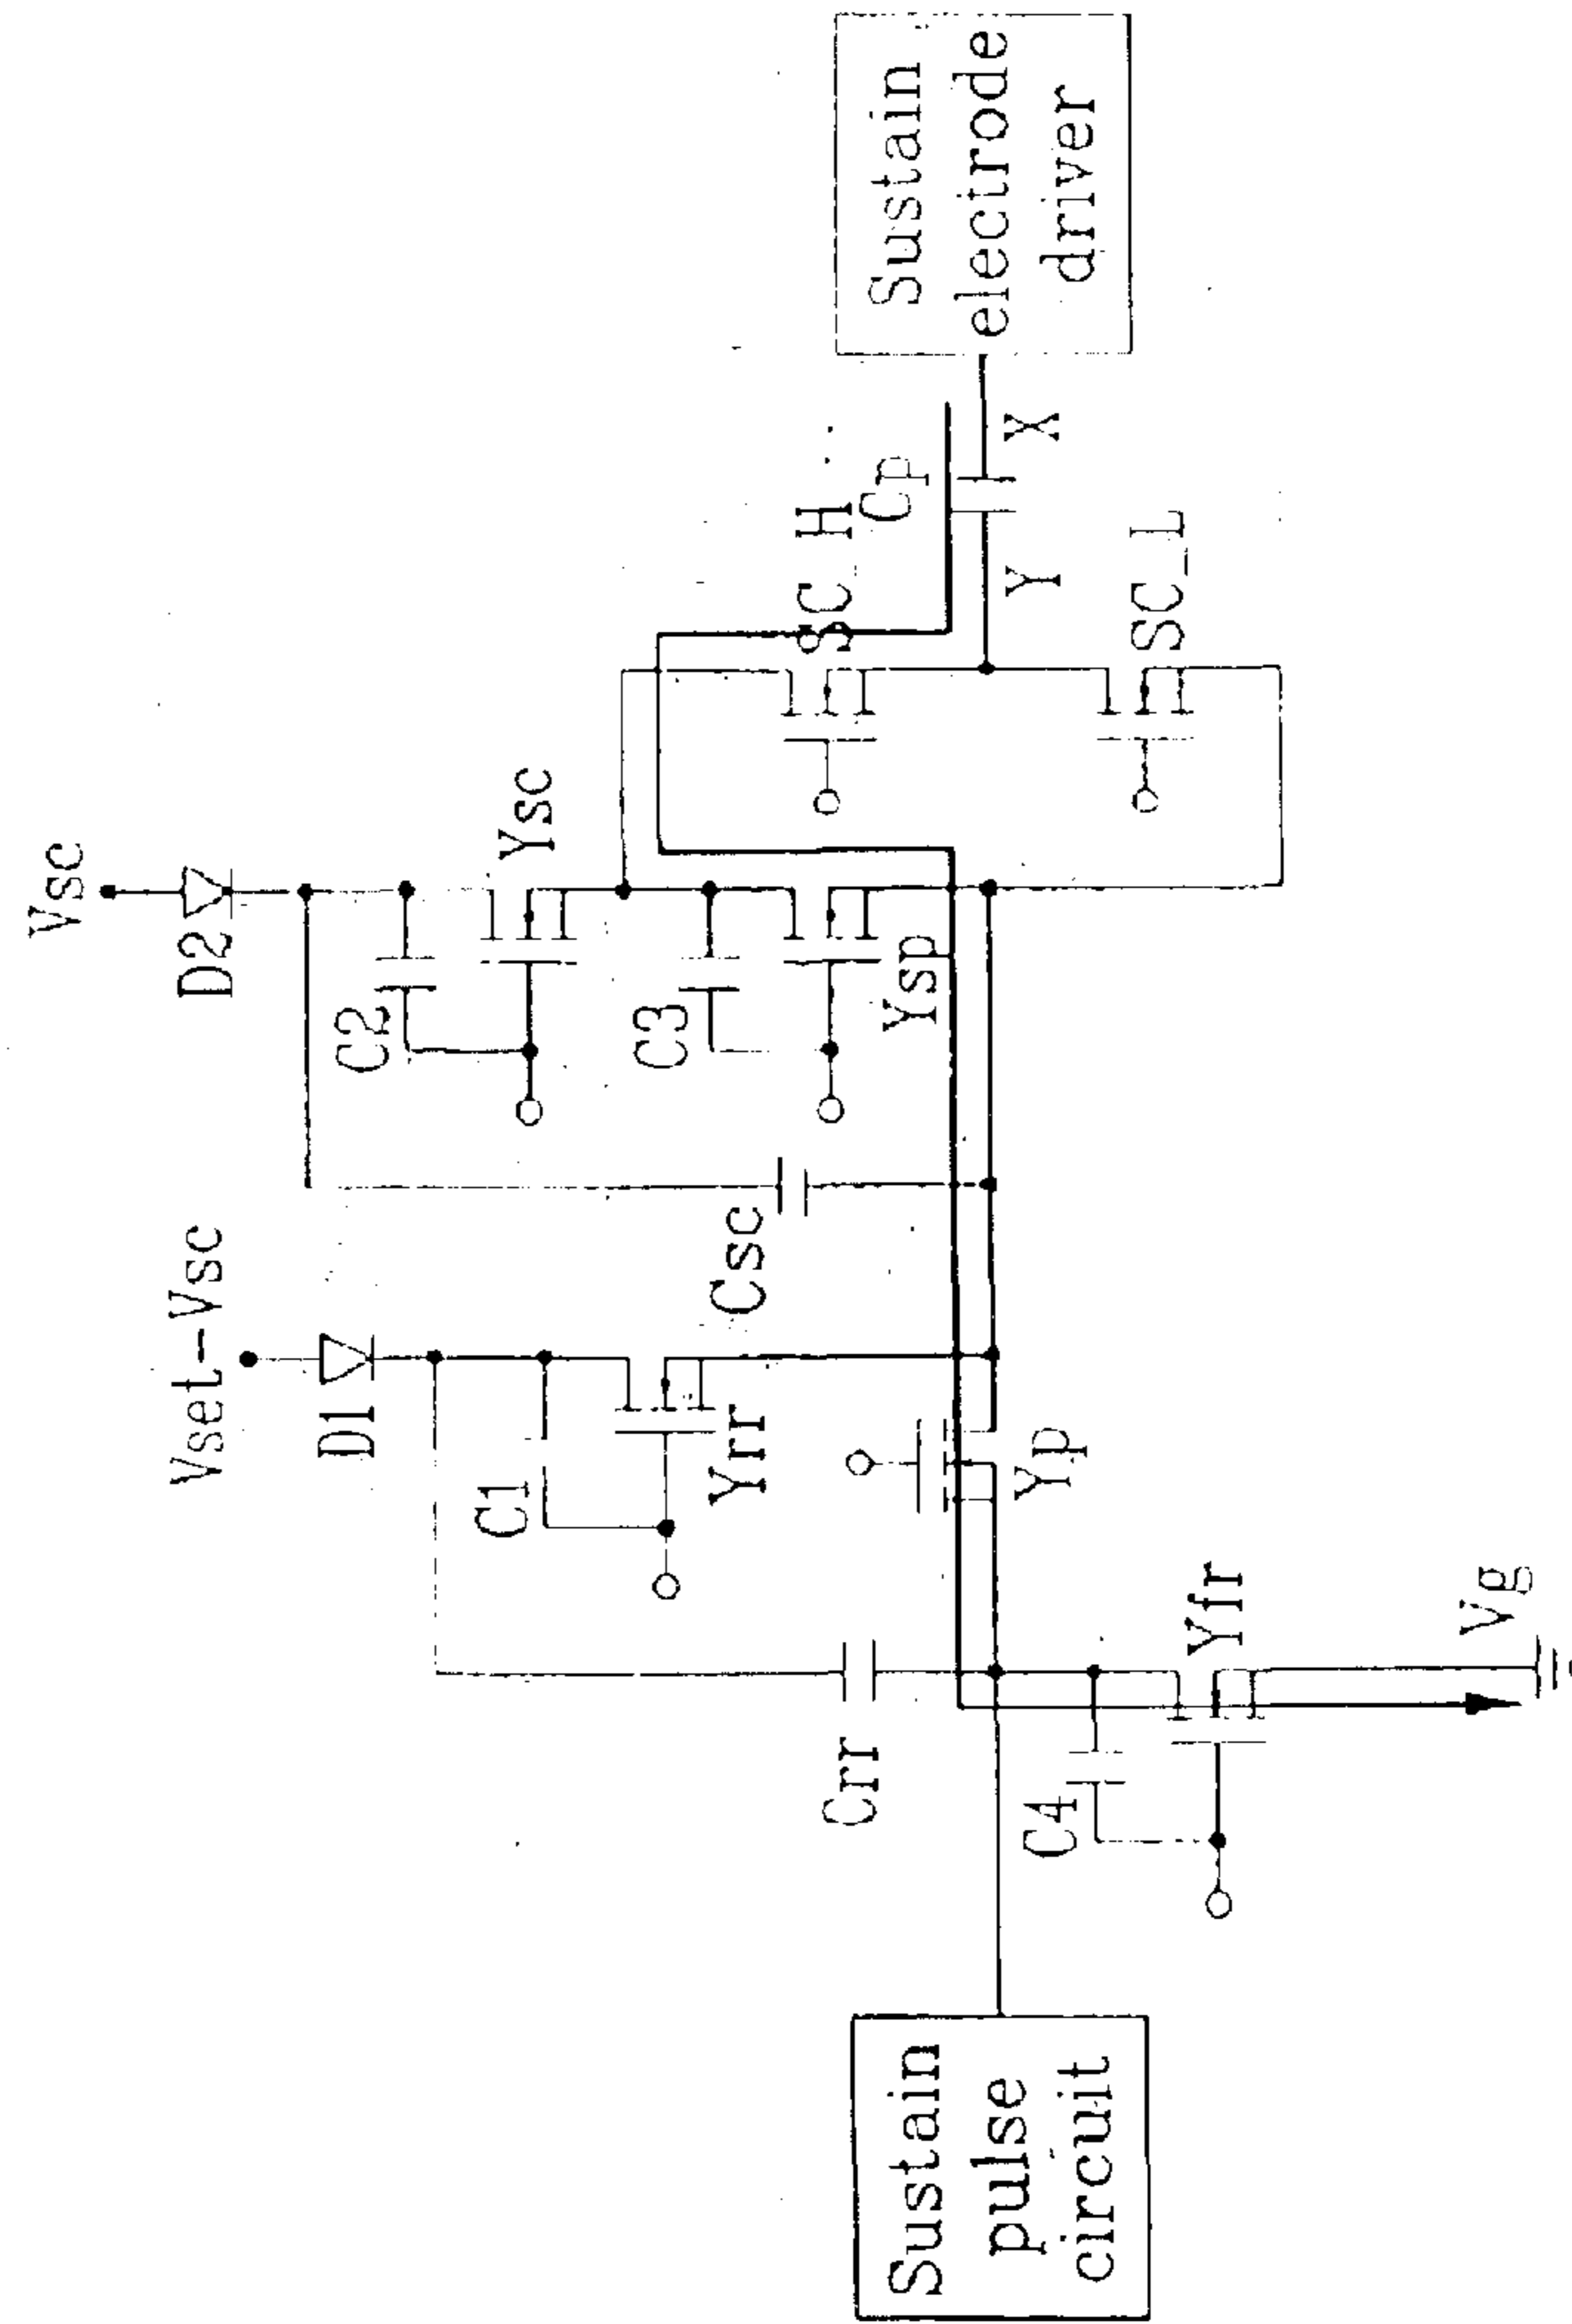 Vsc
D2
Vset-Vsc
D1
C2
Ysc
C1
Yrr
C3
Ysp
Csc
SC_H
Cp
Crr
Yp
Y
X
Sustain
electrode
driver
Sustain
pulse
circuit
C4
Yfr
SC_L
Vg